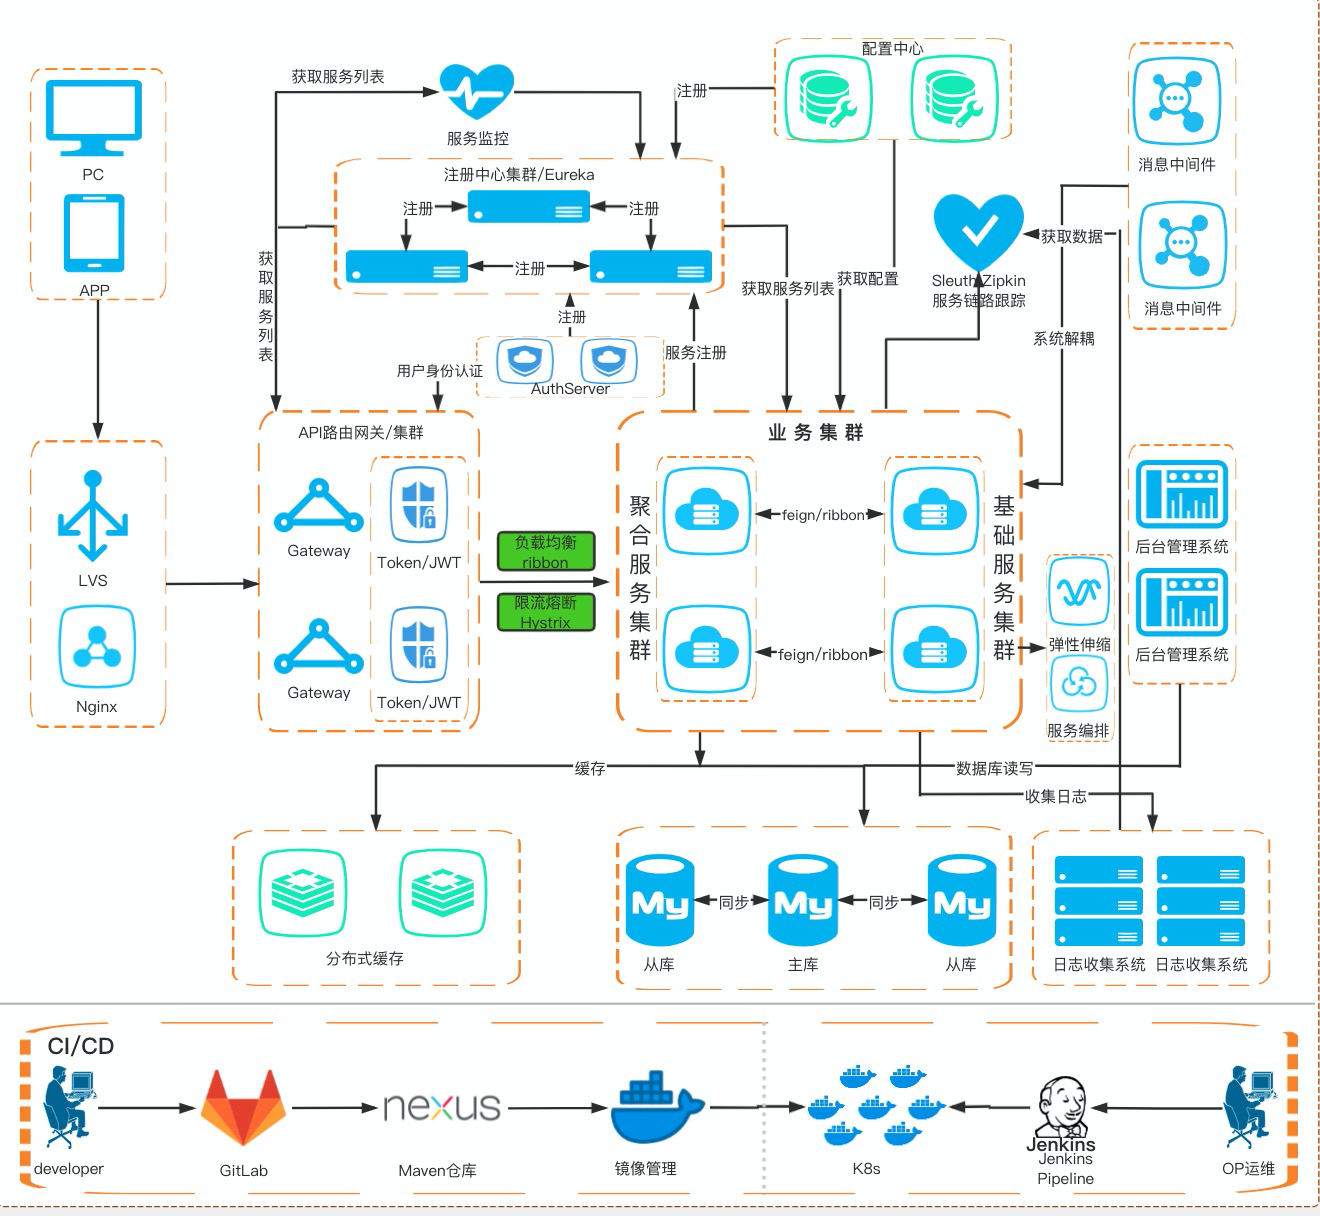 配置中心
获取服务列表
服务监控
注册
PC
APP
注册中心集群/Eureka
注册
注册
注册
消息中间件
消息中间件
获取数据
Sleuth Zipkin
服务链路跟踪
获取服务列表
获取服务列表
获取配置
系统解耦
注册
服务注册
用户身份认证
AuthServer
API路由网关/集群
业务集群
LVS
Nginx
Gateway
Token/JWT
Gateway
Token/JWT
负载均衡
ribbon
限流熔断
Hystrix
聚合服务集群
feign/ribbon
feign/ribbon
基础服务集群
弹性伸缩
服务编排
后台管理系统
后台管理系统
缓存
数据库读写
收集日志
分布式缓存
My
同步
My
同步
My
从库
主库
从库
日志收集系统
日志收集系统
CI/CD
developer
GitLab
nexus
Maven仓库
镜像管理
K8s
Jenkins
Jenkins
Pipeline
OP运维